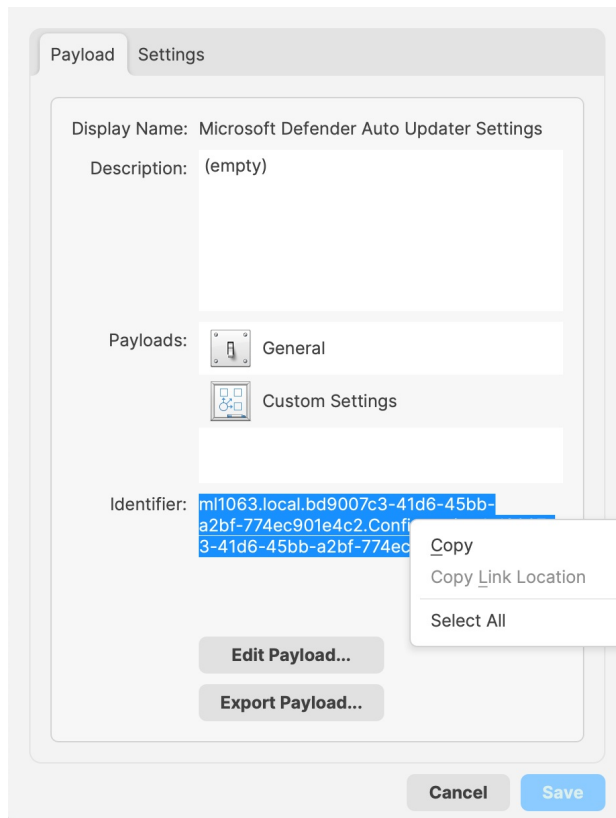 Payload Settings
Display Name: Microsoft Defender Auto Updater Settings
Description: (empty)
Payloads: General
Custom Settings
Identifier: ml1063.local.bd9007c3-41d6-45bb-
a2bf-774ec901e4c2.Confi
3-41d6-45bb-a2bf-774ec
Copy
Copy Link Location
Select All
Edit Payload...
Export Payload...
Cancel Save